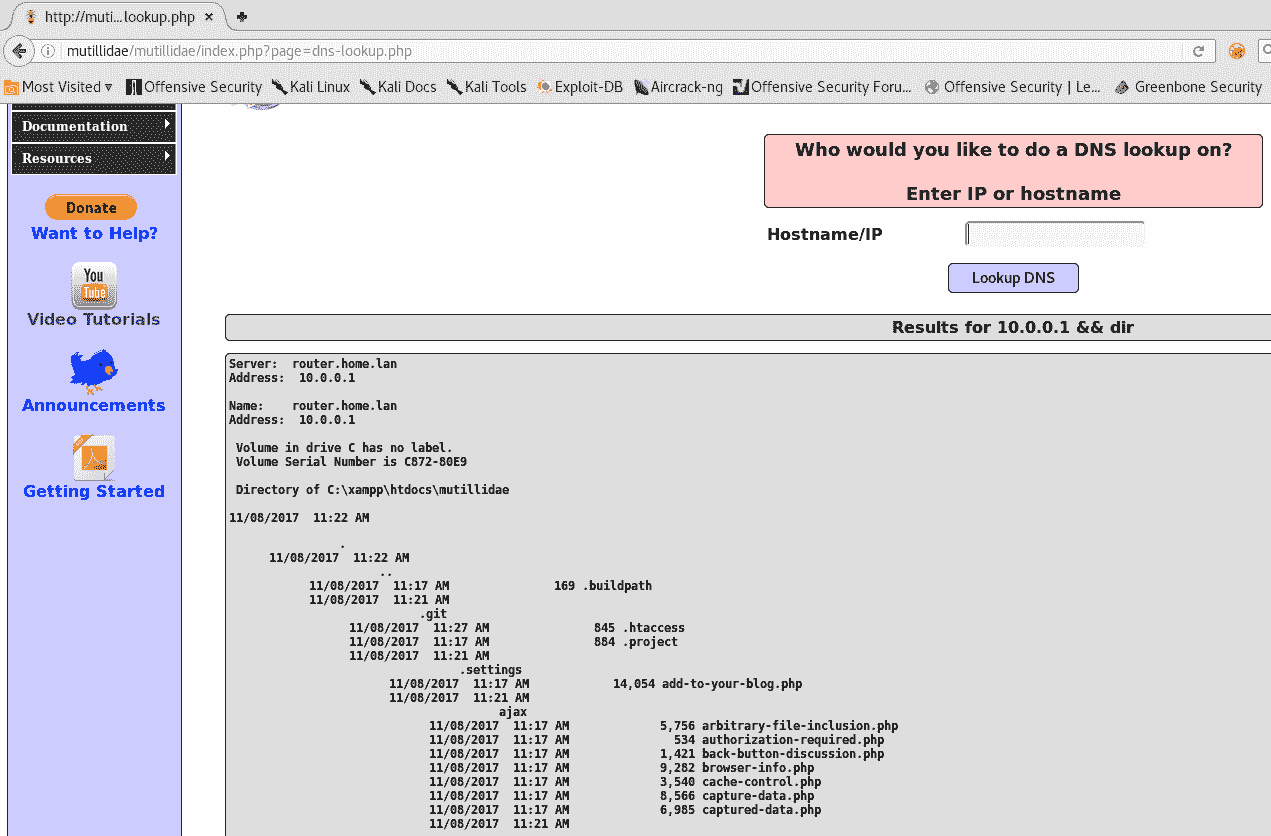 http://muti...lookup.php
mutillidae/mutillidae/index.php?page=dns-lookup.php
Most Visited Offensive Security Kali Linux Kali Docs Kali Tools Exploit-DB Aircrack-ng Offensive Security Foru... Offensive Security | Le... Greenbone Security
Documentation
Resources
Donate
Want to Help?
You
Tube
Video Tutorials
Announcements
Getting Started
Who would you like to do a DNS lookup on?
Enter IP or hostname
Hostname/IP
Lookup DNS
Results for 10.0.0.1 && dir
Server:  router.home.lan
Address:  10.0.0.1
Name:    router.home.lan
Address:  10.0.0.1
Volume in drive C has no label.
Volume Serial Number is C872-80E9
Directory of C:\xampp\htdocs\mutillidae
11/08/2017  11:22 AM
.
11/08/2017  11:22 AM
..
11/08/2017  11:17 AM               169 .buildpath
11/08/2017  11:21 AM
.git
11/08/2017  11:27 AM               845 .htaccess
11/08/2017  11:17 AM               884 .project
11/08/2017  11:21 AM
.settings
11/08/2017  11:17 AM            14,054 add-to-your-blog.php
11/08/2017  11:21 AM
ajax
11/08/2017  11:17 AM             5,756 arbitrary-file-inclusion.php
11/08/2017  11:17 AM               534 authorization-required.php
11/08/2017  11:17 AM             1,421 back-button-discussion.php
11/08/2017  11:17 AM             9,282 browser-info.php
11/08/2017  11:17 AM             3,540 cache-control.php
11/08/2017  11:17 AM             8,566 capture-data.php
11/08/2017  11:17 AM             6,985 captured-data.php
11/08/2017  11:21 AM